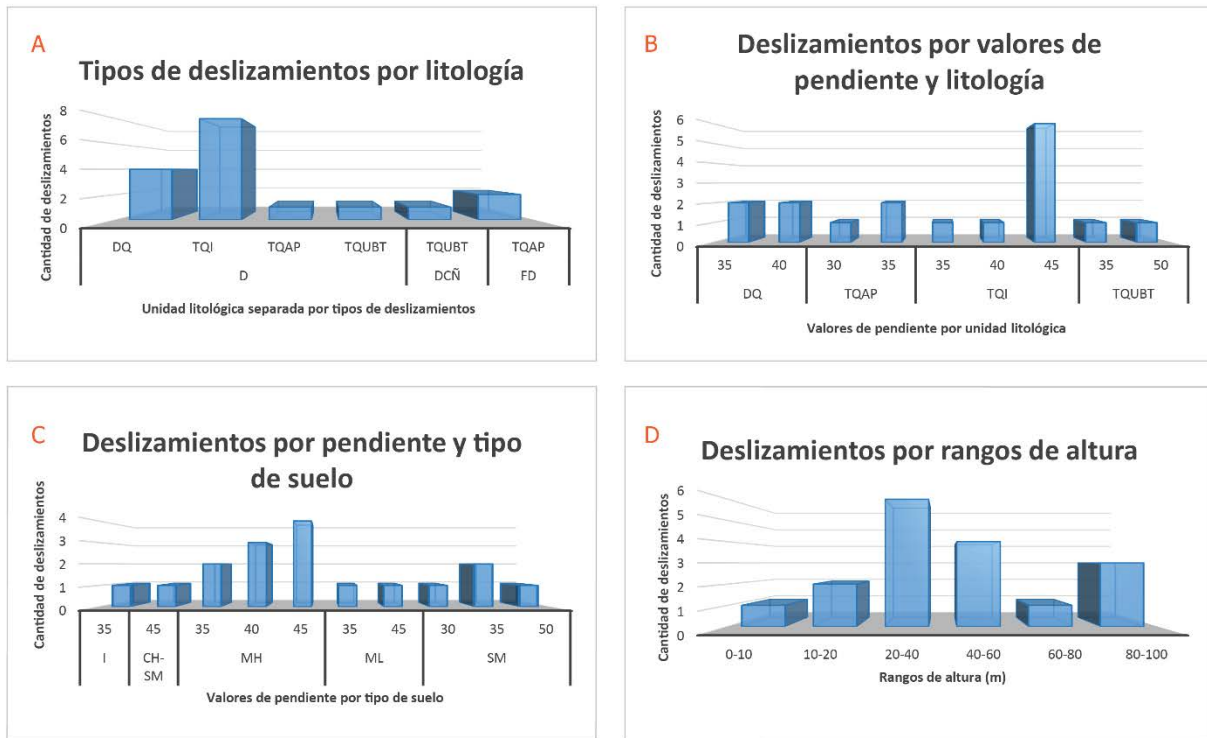 A
Tipos de deslizamientos por litología
Cantidad de deslizamientos
8
6
4
2
0
DQ TQI TQAP TQUBT TQUBT TQAP
D DCÑ FD
Unidad litológica separada por tipos de deslizamientos
B
Deslizamientos por valores de
pendiente y litología
Cantidad de deslizamientos
6
5
4
3
2
1
0
35 40 30 35 35 40 45 35 50
DQ TQAP TQI TQUBT
Valores de pendiente por unidad litológica
C
Deslizamientos por pendiente y tipo
de suelo
Cantidad de deslizamientos
4
3
2
1
0
35 45 35 40 45 35 45 30 35 50
I CH- MH ML SM
SM
Valores de pendiente por tipo de suelo
D
Deslizamientos por rangos de altura
Cantidad de deslizamientos
6
5
4
3
2
1
0
0-10 10-20 20-40 40-60 60-80 80-100
Rangos de altura (m)